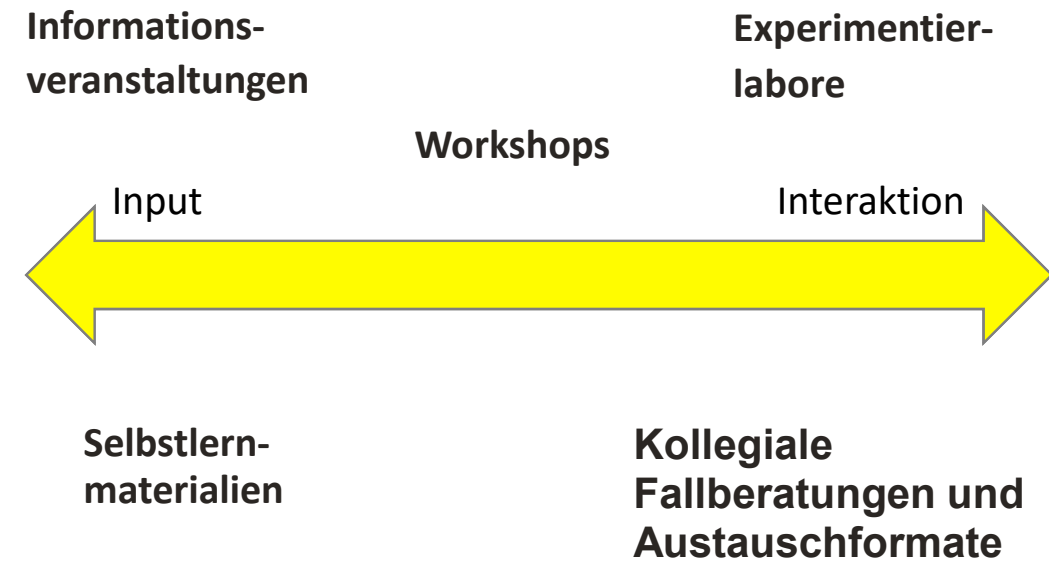 Informations-
veranstaltungen
Experimentier-
labore
Workshops
Input
Interaktion
Selbstlern-
materialien
Kollegiale
Fallberatungen und
Austauschformate